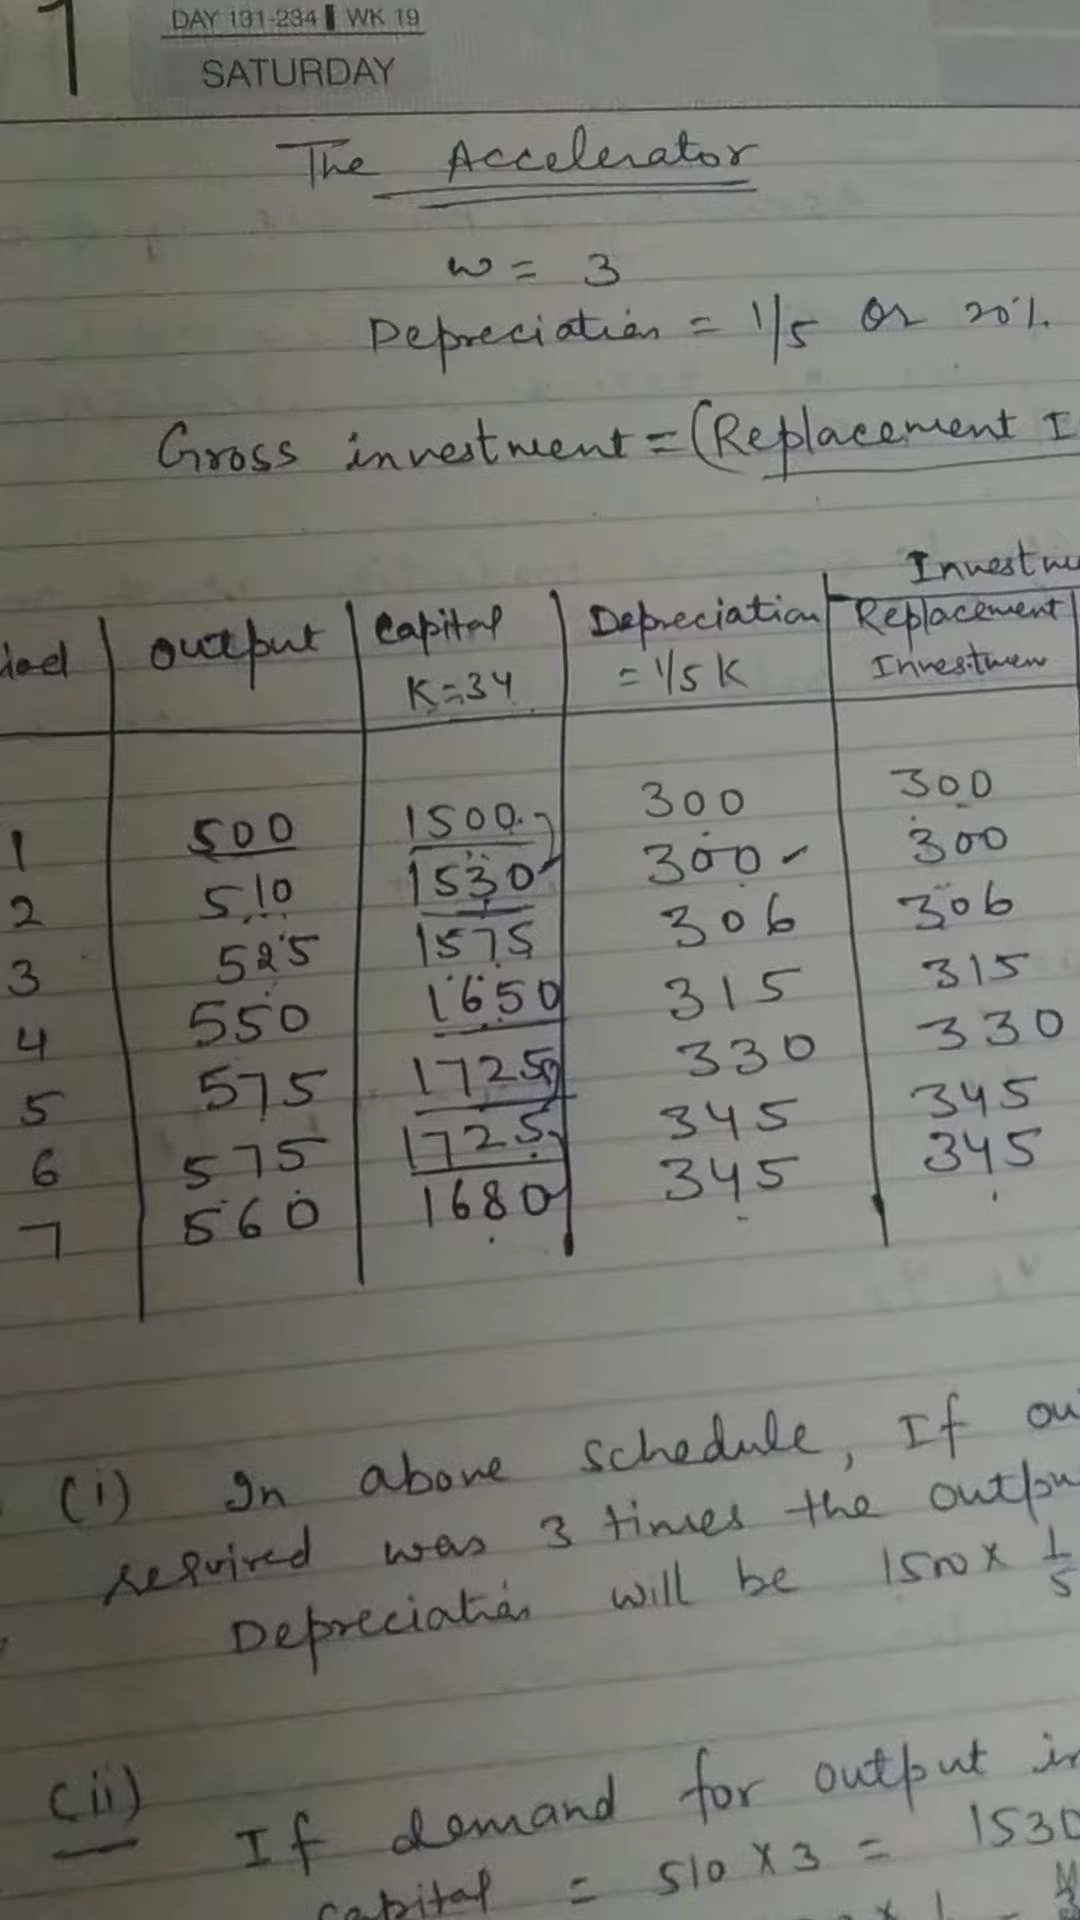 1
DAY 131-234 WK 19
SATURDAY
The Accelerator
w = 3
Depreciation = 1/5 or 20%.
Gross investment = (Replacement I
Investme
iod | output | Capital K=3Y | Depreciation = 1/5 K | Replacement Investmen
1 500 1500 300 300
2 510 1530 300 300
3 525 1575 306 306
4 550 1650 315 315
5 575 1725 330 330
6 575 1725 345 345
7 560 1680 345 345
(i) In above schedule, If ou
required was 3 times the outpu
Depreciation will be 1500 x 1/5
(ii)
If demand for output in
Capital = 510 x 3 = 1530